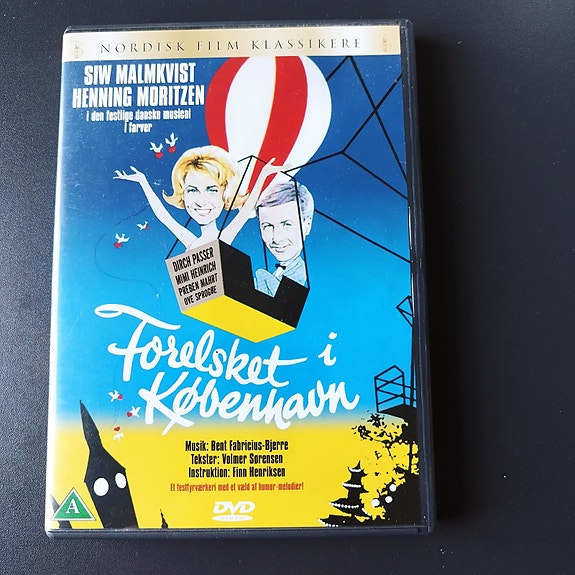 NORDISK FILM KLASSIKERE
SIW MALMKVIST
HENNING MORITZEN
i den festlige danske musical
i farver
DIRCH PASSER
MIMI HEINRICH
PREBEN MAHRT
OVE SPROGØE
Forelsket i
København
Musik: Bent Fabricius-Bjerre
Tekster: Volmer Sørensen
Instruktion: Finn Henriksen
Et festfyrværkeri med et væld af humør-melodier!
A
DVD